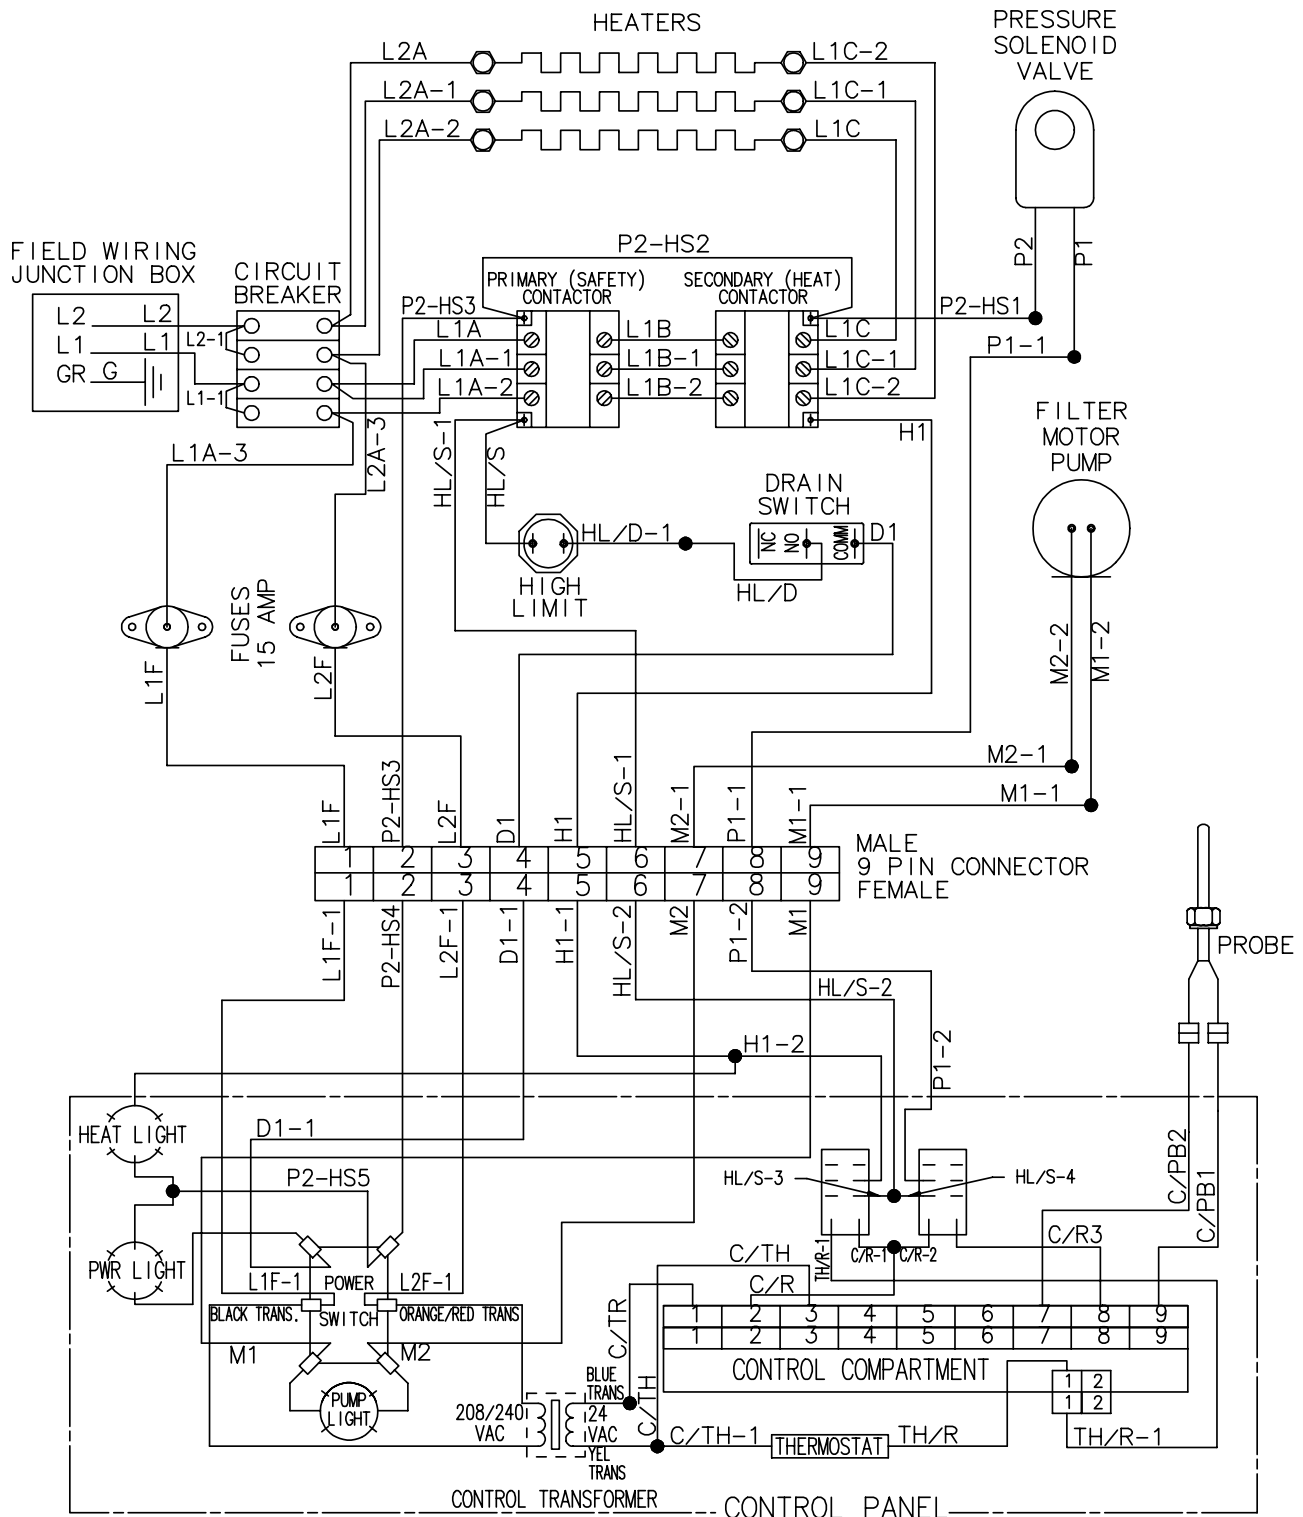 HEATERS
PRESSURE
SOLENOID
VALVE
L2A
L1C-2
L2A-1
L1C-1
L2A-2
L1C
P2
P1
FIELD WIRING
JUNCTION BOX
CIRCUIT
BREAKER
P2-HS2
PRIMARY (SAFETY)
CONTACTOR
SECONDARY (HEAT)
CONTACTOR
P2-HS3
P2-HS1
L2
L2
L2-1
L1
L1
GR
G
L1-1
L1A
L1B
L1C
L1A-1
L1B-1
L1C-1
L1A-2
L1B-2
L1C-2
P1-1
H1
L1A-3
L2A-3
HL/S-1
HL/S
FILTER
MOTOR
PUMP
DRAIN
SWITCH
NC
NO
COMM
D1
HL/D-1
HL/D
HIGH
LIMIT
FUSES
15 AMP
L1F
L2F
M2-2
M1-2
M2-1
M1-1
L1F
P2-HS3
L2F
D1
H1
HL/S-1
M2-1
P1-1
M1-1
1 2 3 4 5 6 7 8 9
1 2 3 4 5 6 7 8 9
MALE
9 PIN CONNECTOR
FEMALE
L1F-1
P2-HS4
L2F-1
D1-1
H1-1
HL/S-2
M2
P1-2
M1
PROBE
HL/S-2
H1-2
P1-2
HEAT LIGHT
D1-1
P2-HS5
HL/S-3
HL/S-4
C/PB2
C/PB1
PWR LIGHT
L1F-1
POWER
SWITCH
L2F-1
BLACK TRANS.
ORANGE/RED TRANS
M1
M2
PUMP
LIGHT
TH/R-1
C/R-1
C/R-2
C/R3
C/TH
C/R
C/TR
C/TH
1 2 3 4 5 6 7 8 9
1 2 3 4 5 6 7 8 9
CONTROL COMPARTMENT
1 2
1 2
BLUE
TRANS
208/240
VAC
24
VAC
YEL
TRANS
C/TH-1
THERMOSTAT
TH/R
TH/R-1
CONTROL TRANSFORMER
CONTROL PANEL